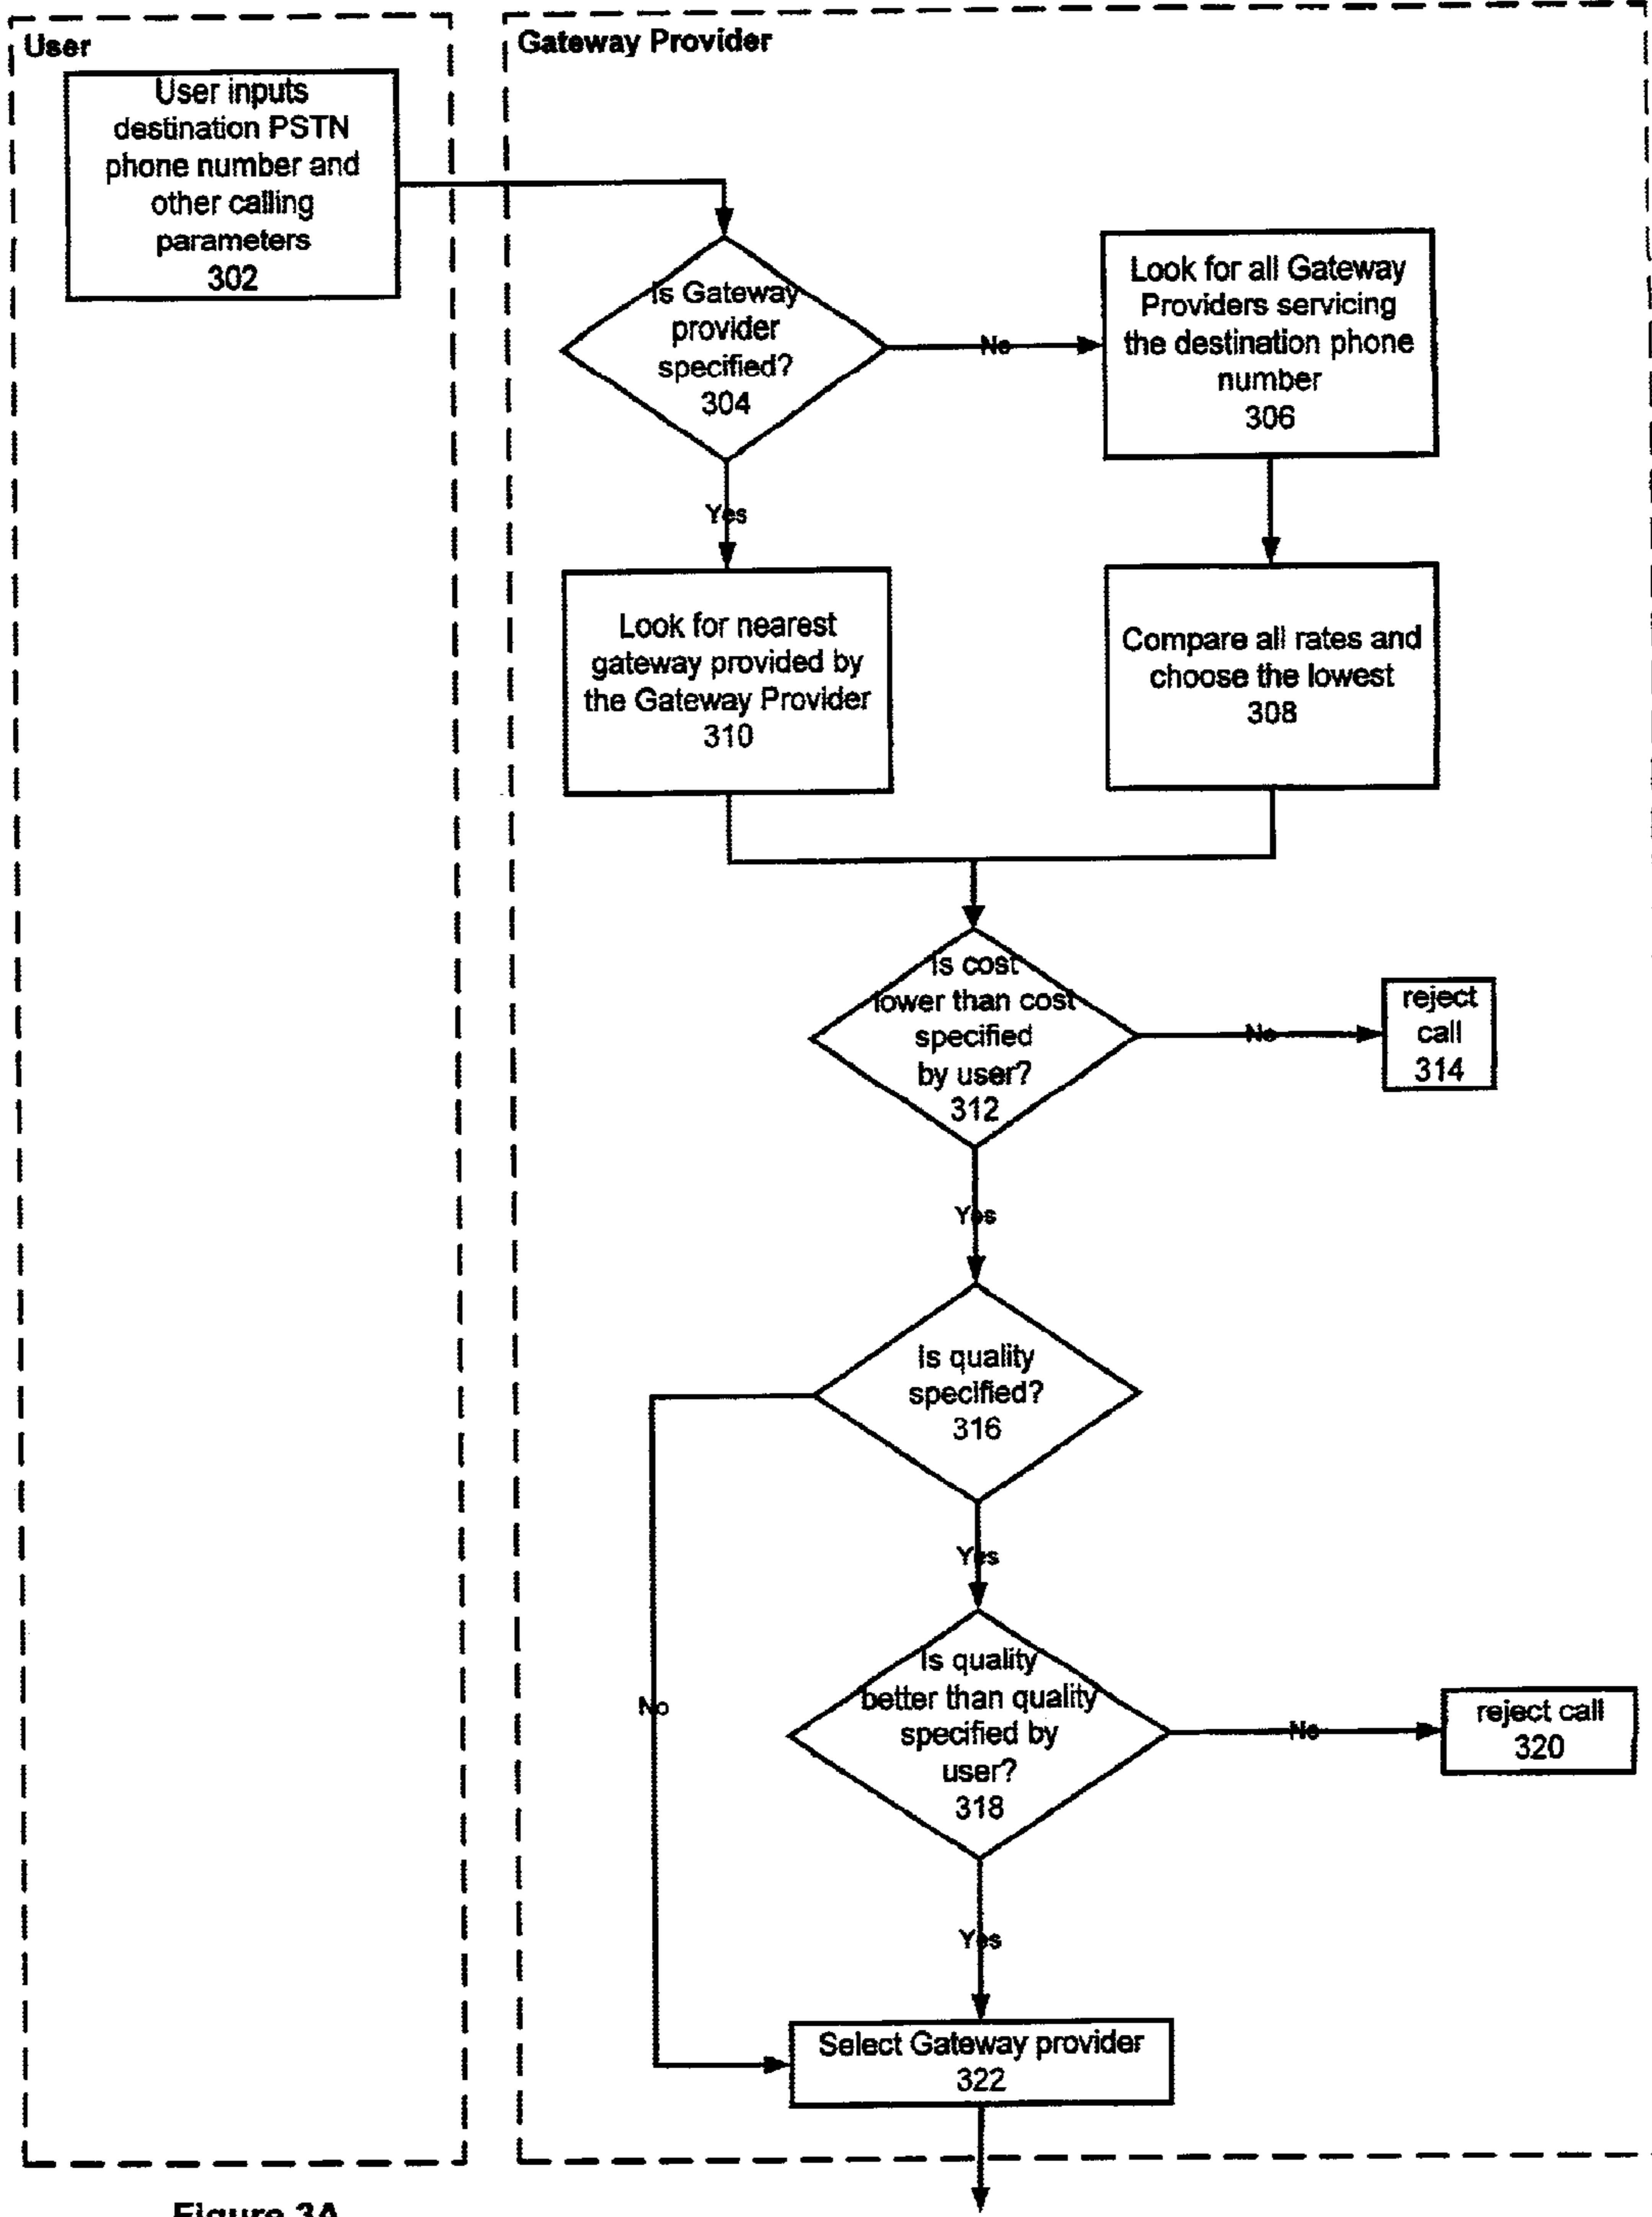 User
Gateway Provider
User inputs
destination PSTN
phone number and
other calling
parameters
302
Is Gateway
provider
specified?
304
No
Look for all Gateway
Providers servicing
the destination phone
number
306
Yes
Look for nearest
gateway provided by
the Gateway Provider
310
Compare all rates and
choose the lowest
308
Is cost
lower than cost
specified
by user?
312
No
reject
call
314
Yes
Is quality
specified?
316
Yes
No
Is quality
better than quality
specified by
user?
318
No
reject call
320
Yes
Select Gateway provider
322
Figure 3A